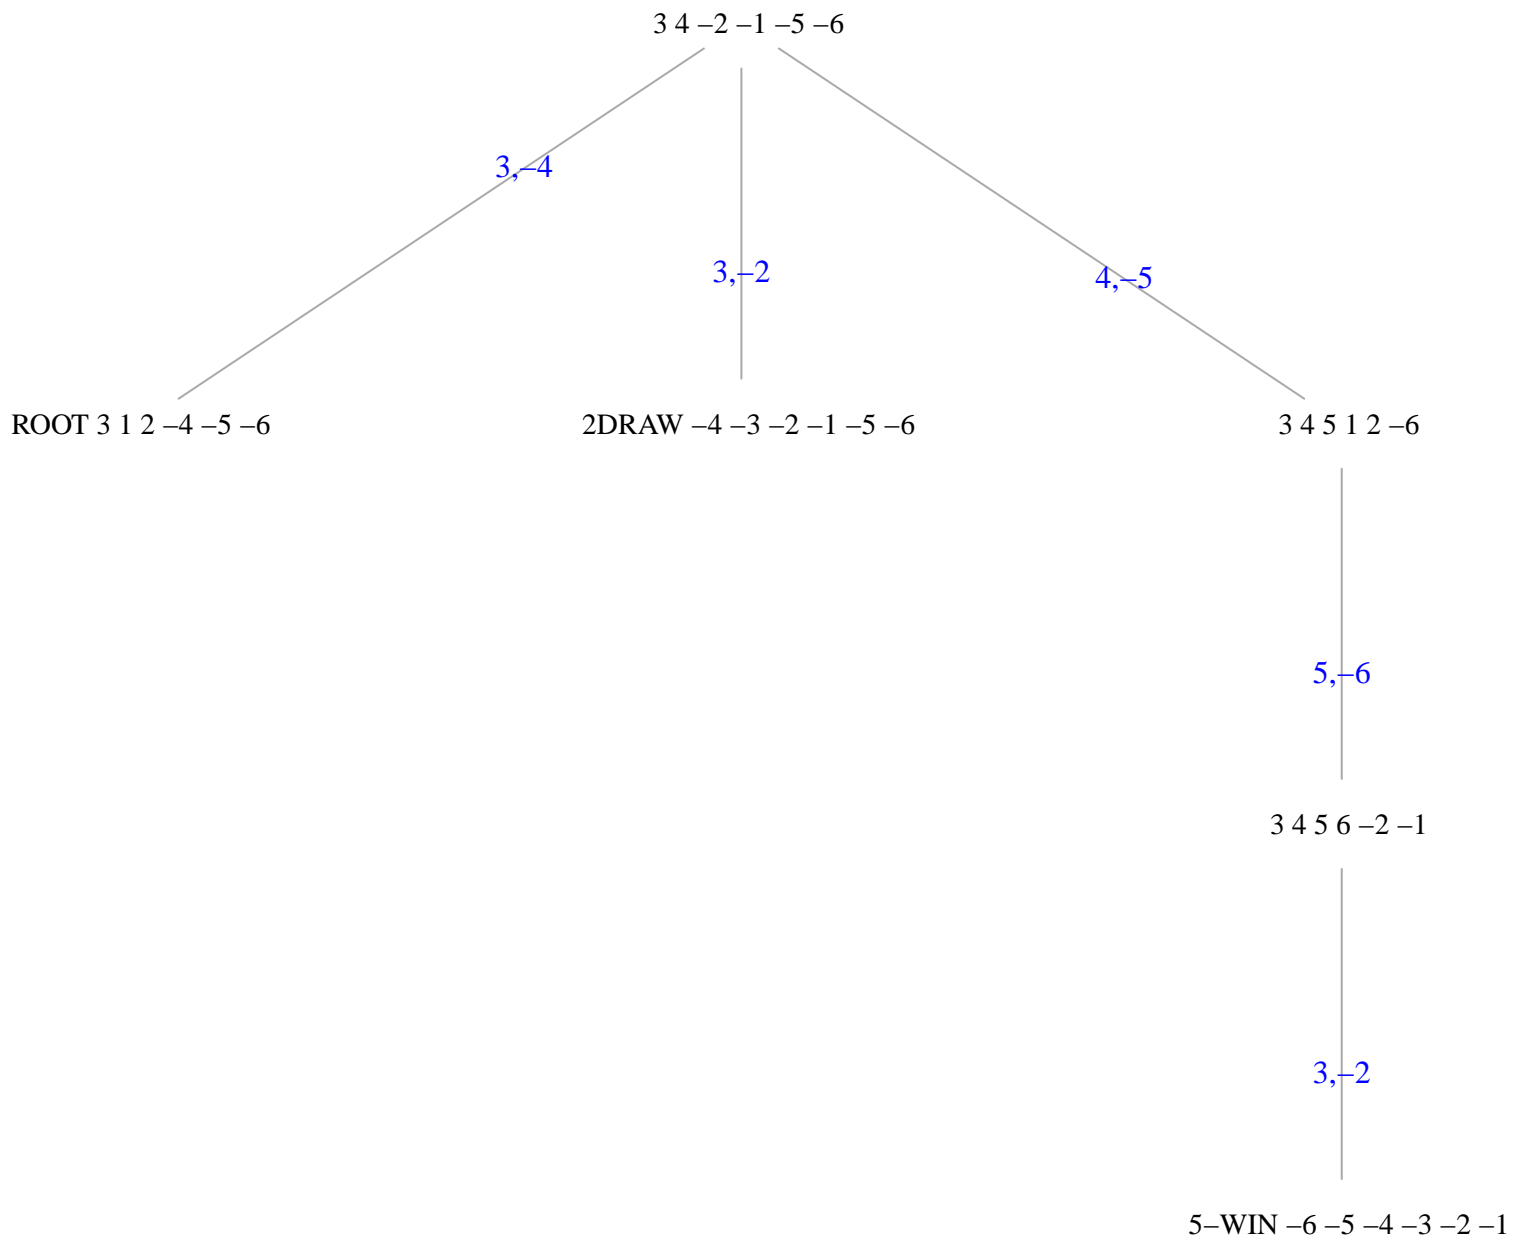 3 4 –2 –1 –5 –6
3,–4
3,–2
4,–5
ROOT 3 1 2 –4 –5 –6
2DRAW –4 –3 –2 –1 –5 –6
3 4 5 1 2 –6
5,–6
3 4 5 6 –2 –1
3,–2
5–WIN –6 –5 –4 –3 –2 –1